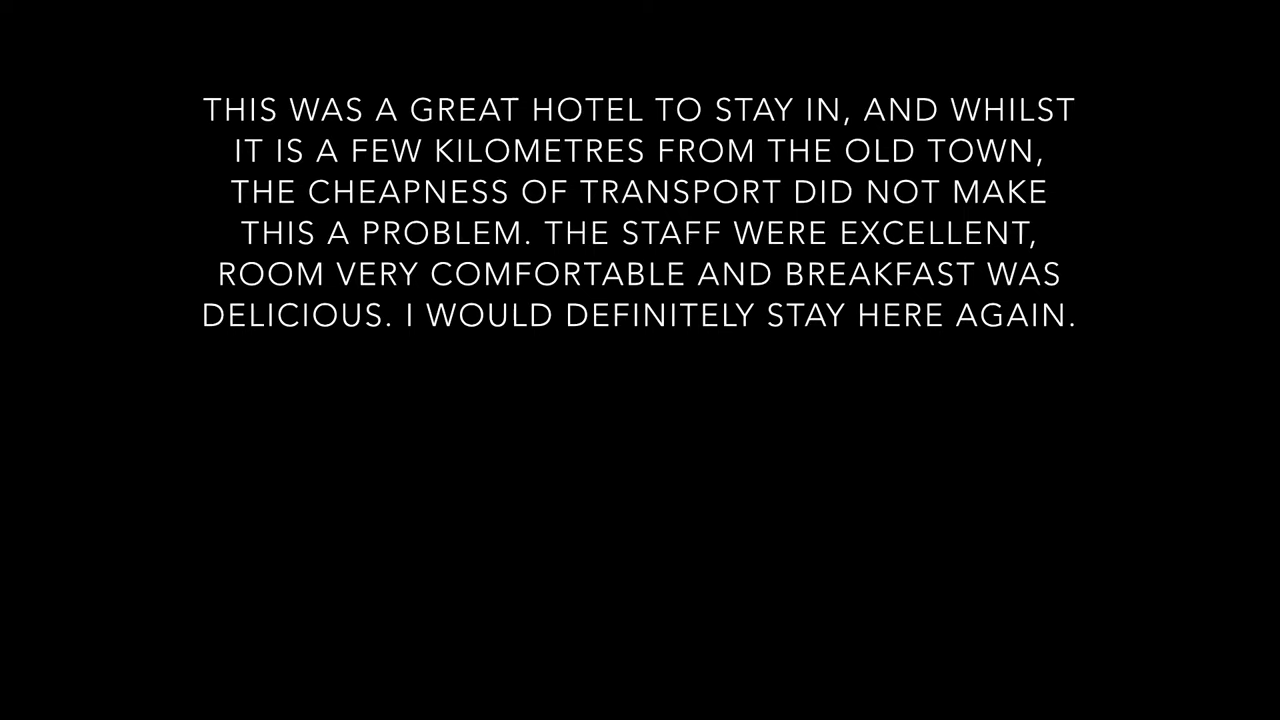 THIS WAS A GREAT HOTEL TO STAY IN, AND WHILST
IT IS A FEW KILOMETRES FROM THE OLD TOWN,
THE CHEAPNESS OF TRANSPORT DID NOT MAKE
THIS A PROBLEM. THE STAFF WERE EXCELLENT,
ROOM VERY COMFORTABLE AND BREAKFAST WAS
DELICIOUS. I WOULD DEFINITELY STAY HERE AGAIN.